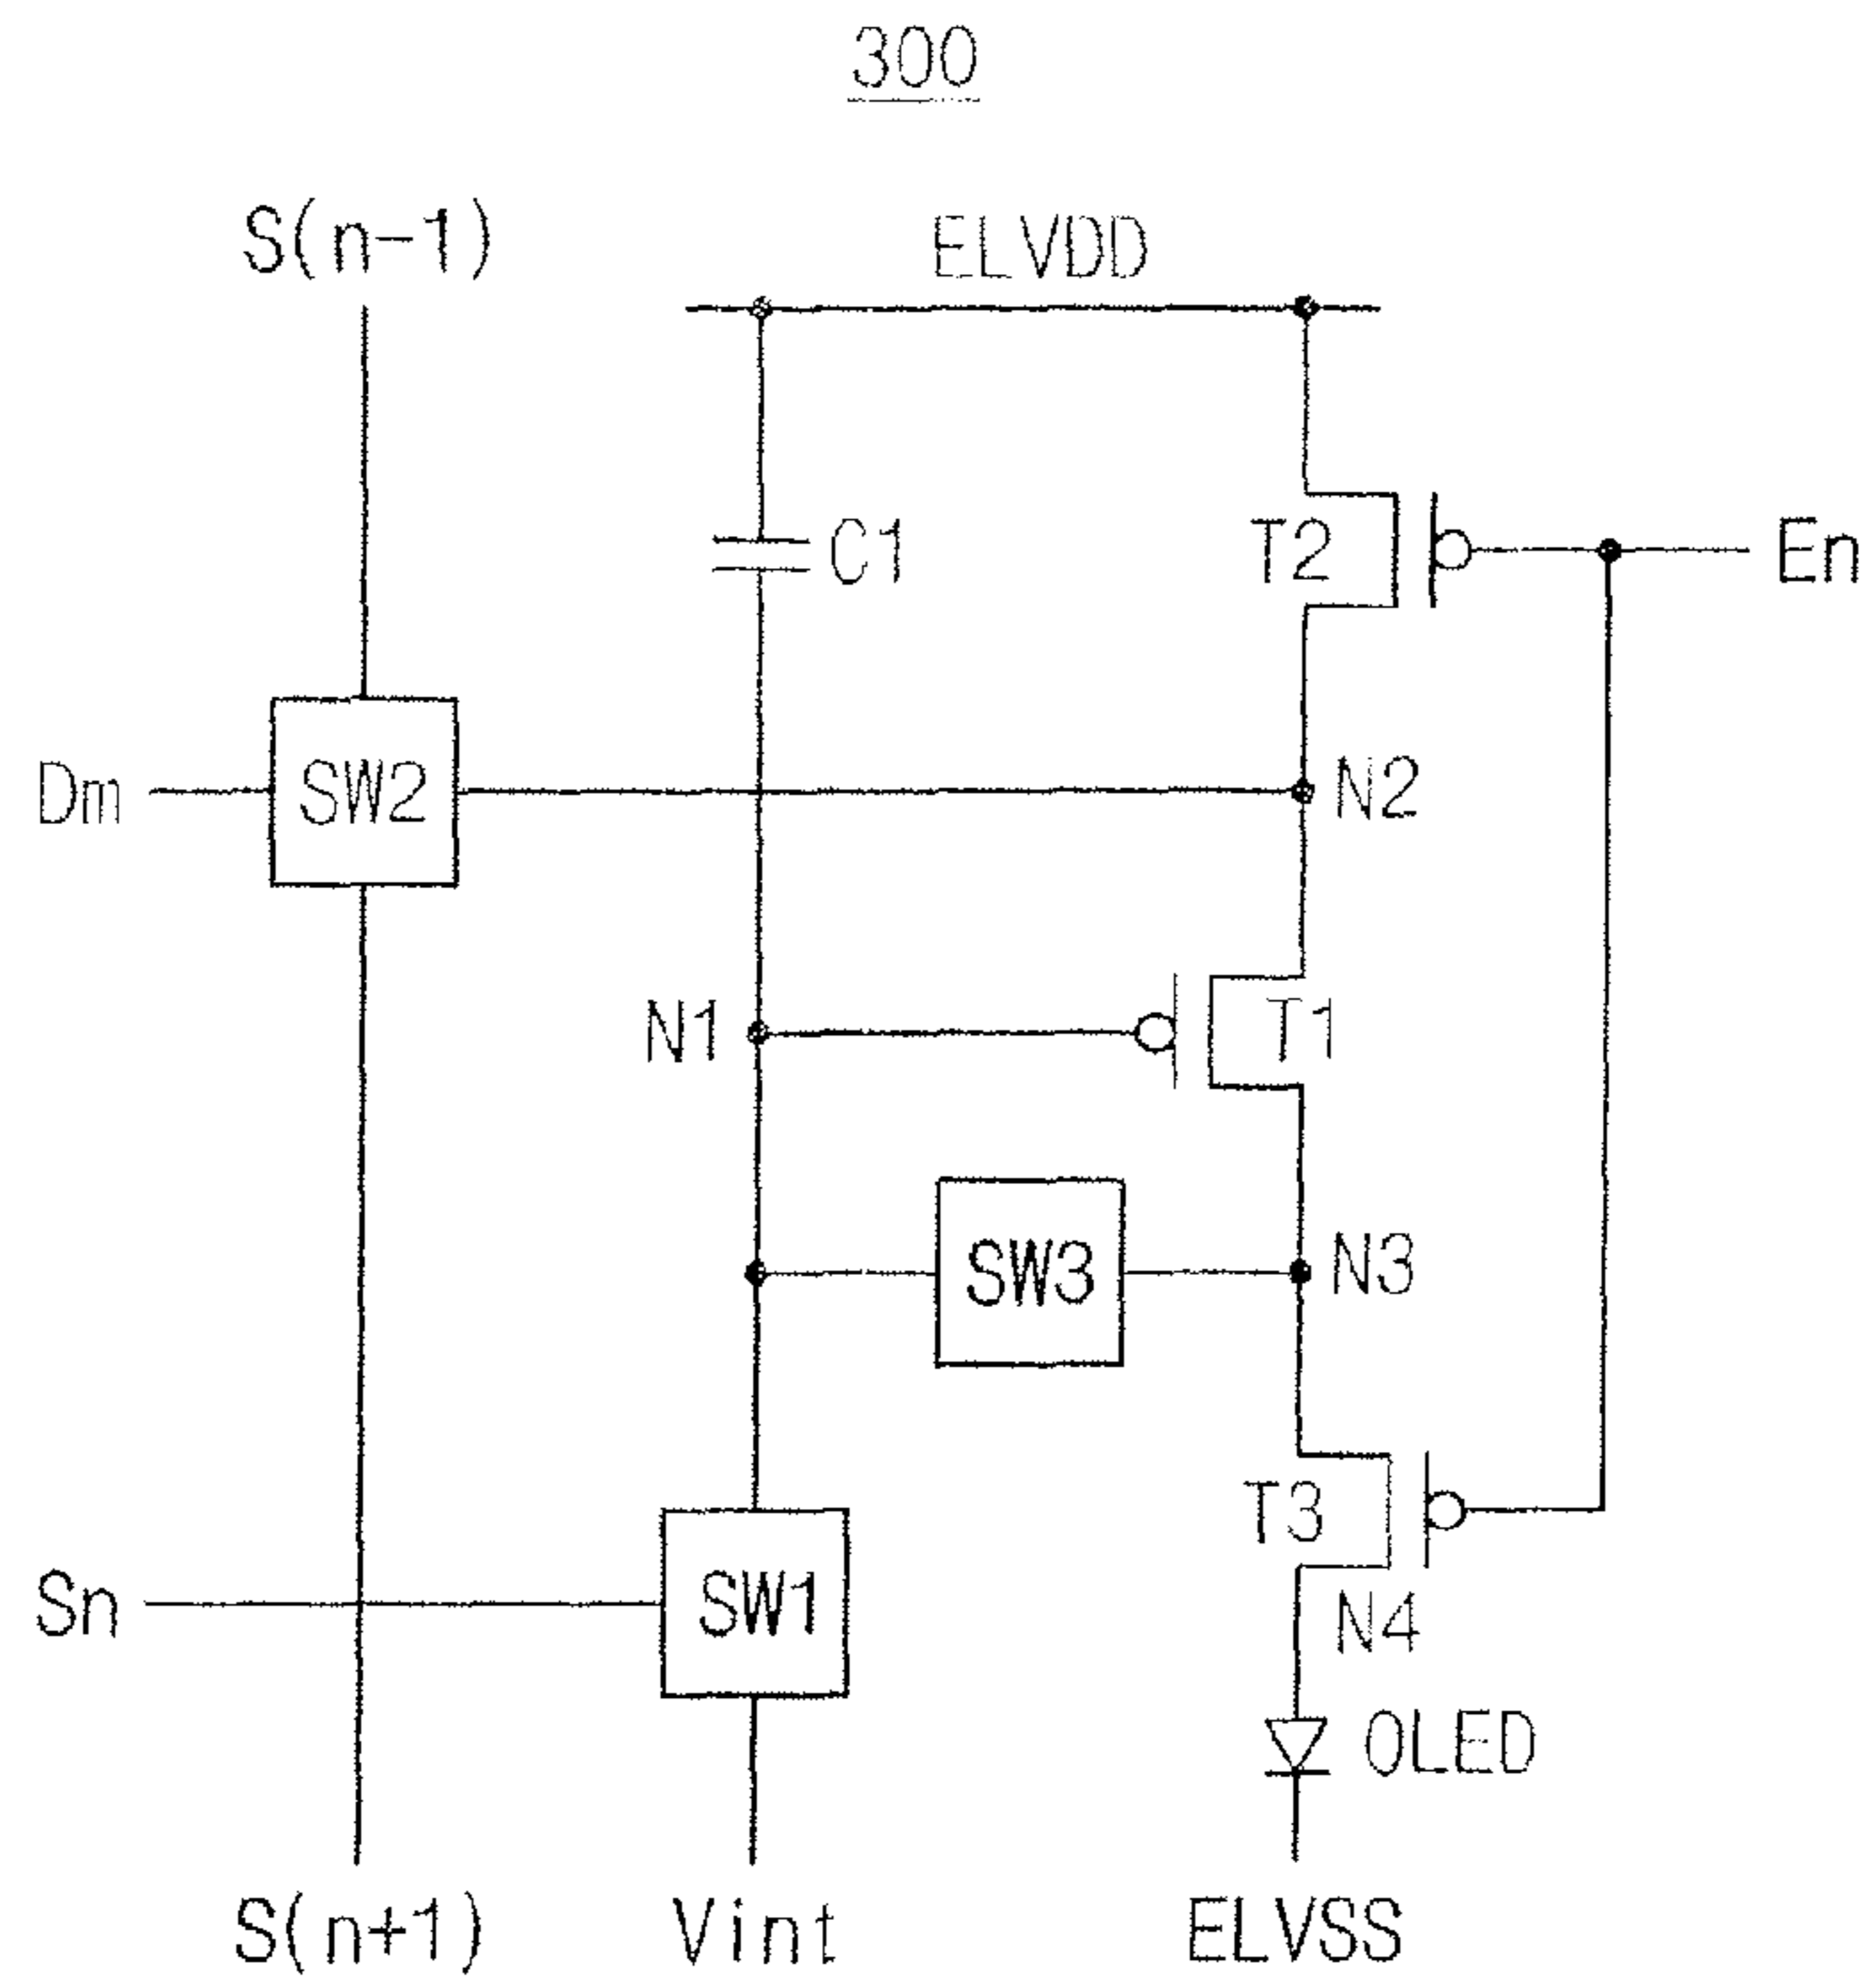 300
S(n-1)
ELVDD
C1
T2
En
Dm
SW2
N2
N1
T1
SW3
N3
T3
Sn
SW1
N4
OLED
S(n+1)
Vint
ELVSS